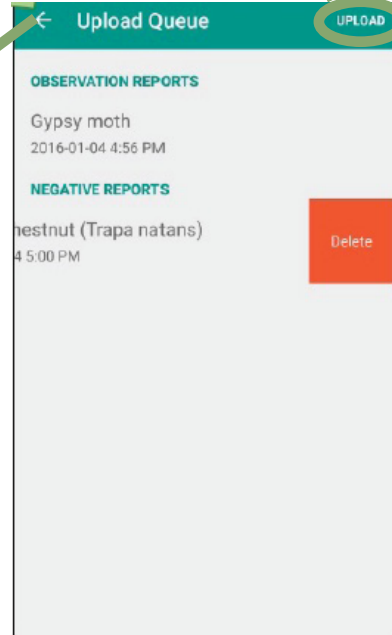 Upload Queue UPLOAD
OBSERVATION REPORTS
Gypsy moth
2016-01-04 4:56 PM
NEGATIVE REPORTS
hestnut (Trapa natans)
4 5:00 PM
Delete